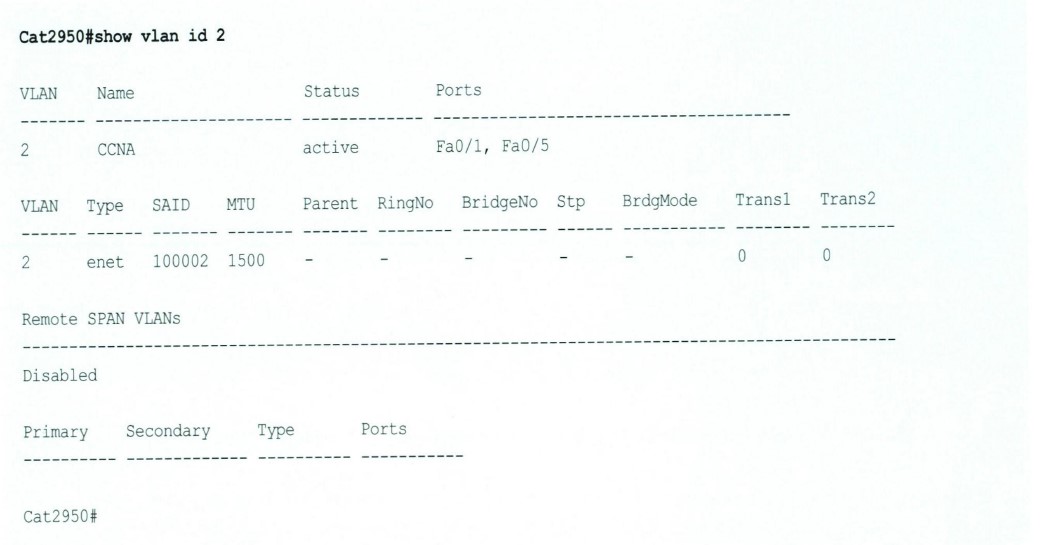 Cat2950#show vlan id 2
VLAN Name Status Ports
------- --------------------- ------------- --------------------------------------
2 CCNA active Fa0/1, Fa0/5
VLAN Type SAID MTU Parent RingNo BridgeNo Stp BrdgMode Trans1 Trans2
------ ------ ------- ------- ------- -------- --------- ------ ----------- -------- --------
2 enet 100002 1500 - - - - - 0 0
Remote SPAN VLANs
---------------------------------------------------------------------------------------------
Disabled
Primary Secondary Type Ports
---------- ------------- ---------- -----------
Cat2950#